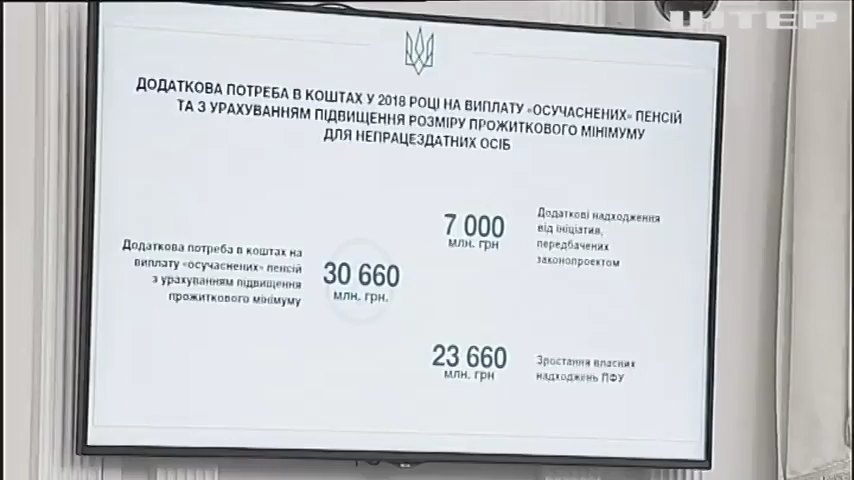 ІНТЕР
ДОДАТКОВА ПОТРЕБА В КОШТАХ У 2018 РОЦІ НА ВИПЛАТУ «ОСУЧАСНЕНИХ» ПЕНСІЙ
ТА З УРАХУВАННЯМ ПІДВИЩЕННЯ РОЗМІРУ ПРОЖИТКОВОГО МІНІМУМУ
ДЛЯ НЕПРАЦЕЗДАТНИХ ОСІБ
Додаткова потреба в коштах на
виплату «осучаснених» пенсій
з урахуванням підвищення
прожиткового мінімуму
30 660
млн. грн.
7 000
млн. грн
Додаткові надходження
від ініціатив,
передбачених
законопроектом
23 660
млн. грн
Зростання власних
надходжень ПФУ